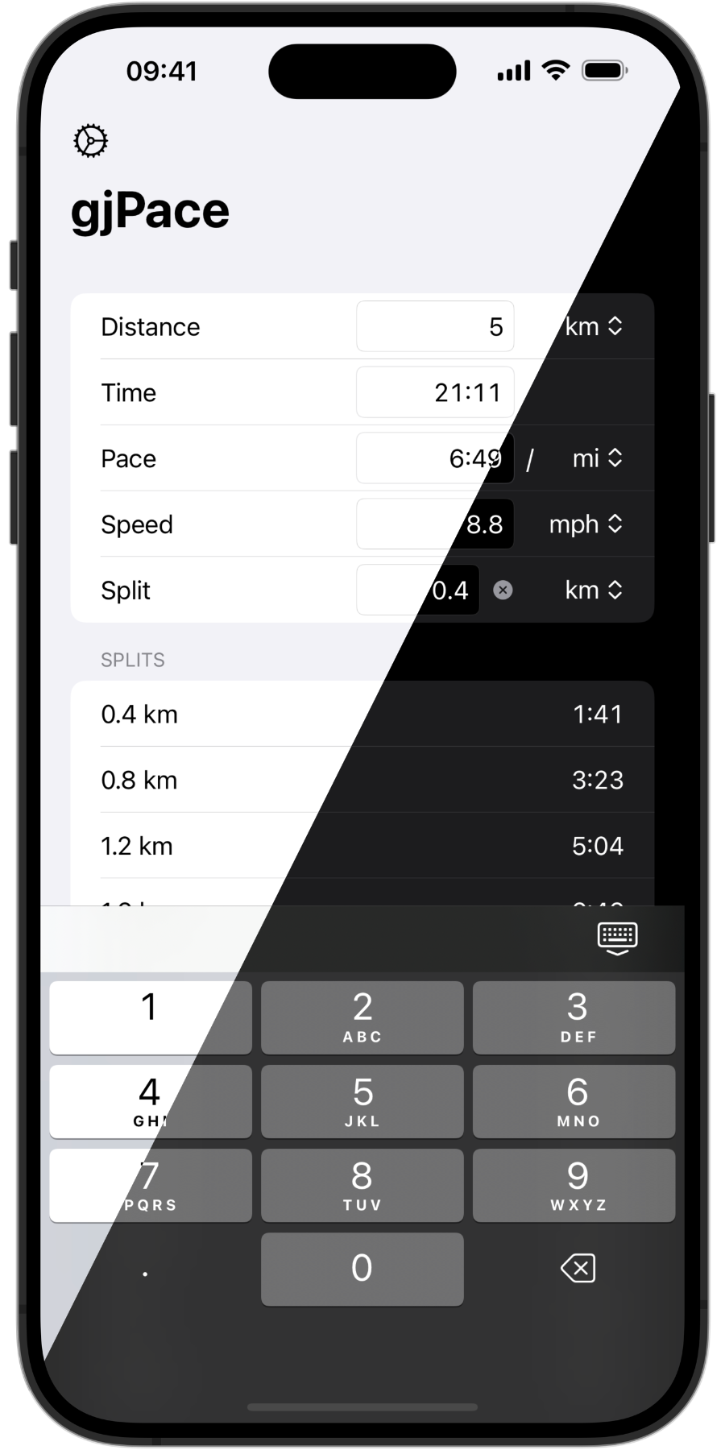 09:41
gjPace
Distance 5 km
Time 21:11
Pace 6:49 / mi
Speed 8.8 mph
Split 0.4 km
SPLITS
0.4 km 1:41
0.8 km 3:23
1.2 km 5:04
1 2 3
ABC DEF
4 5 6
GHI JKL MNO
7 8 9
PQRS TUV WXYZ
. 0